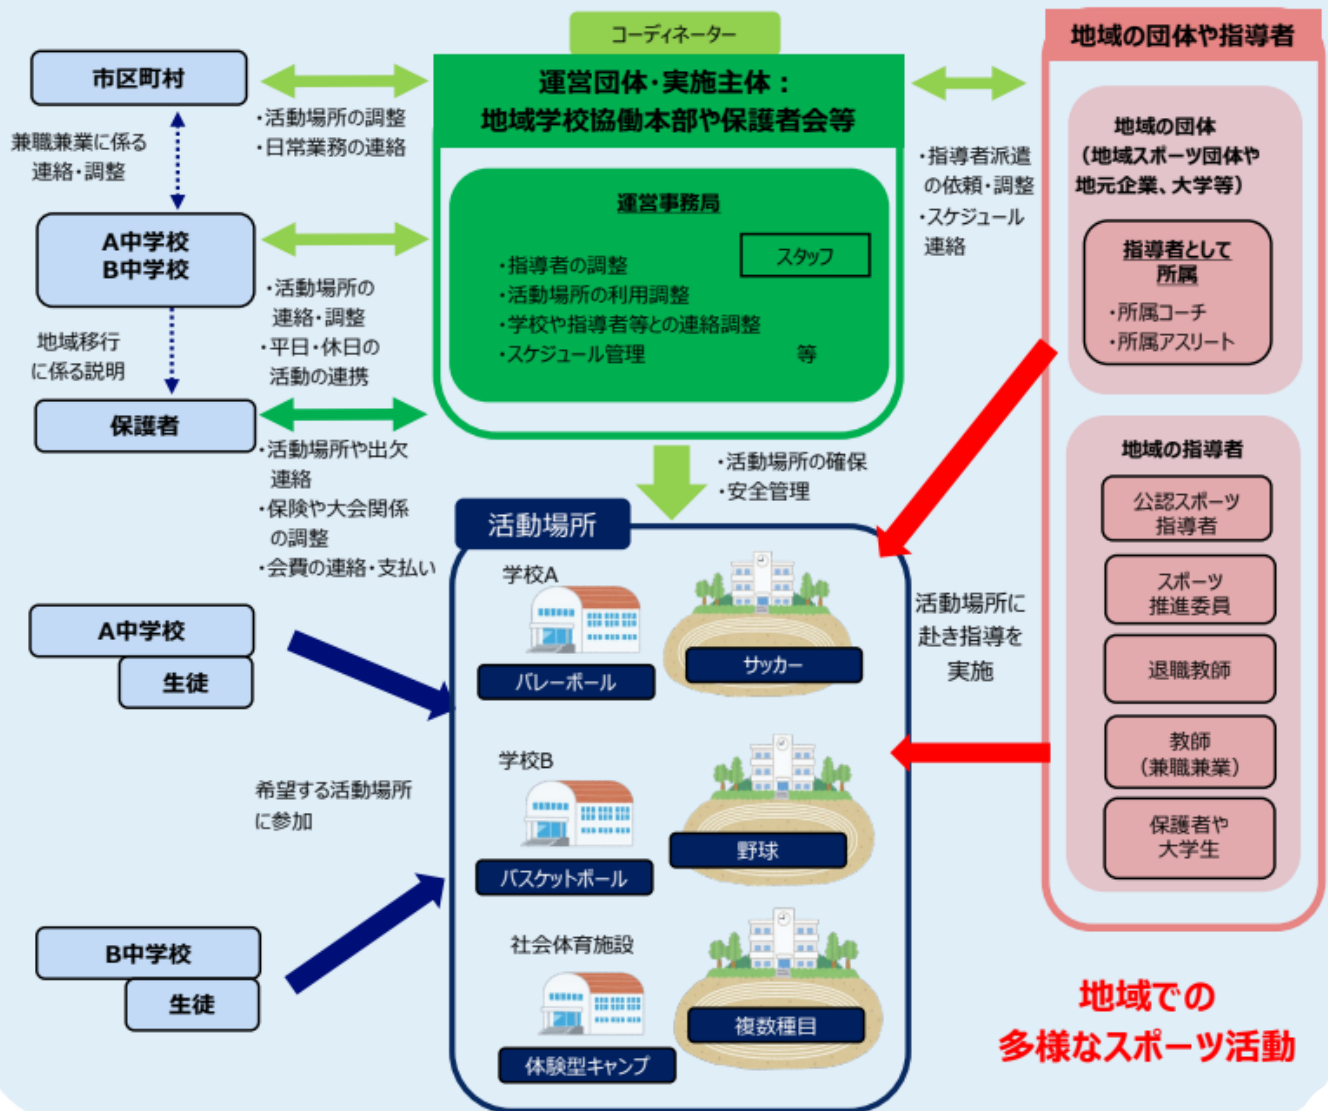 コーディネーター
運営団体・実施主体：
地域学校協働本部や保護者会等
運営事務局
スタッフ
・指導者の調整
・活動場所の利用調整
・学校や指導者等との連絡調整
・スケジュール管理　等
市区町村
・活動場所の調整
・日常業務の連絡
兼職兼業に係る
連絡・調整
A中学校
B中学校
・活動場所の
連絡・調整
・平日・休日の
活動の連携
地域移行
に係る説明
保護者
・活動場所や出欠
連絡
・保険や大会関係
の調整
・会費の連絡・支払い
・指導者派遣
の依頼・調整
・スケジュール
連絡
地域の団体や指導者
地域の団体
（地域スポーツ団体や
地元企業、大学等）
指導者として
所属
・所属コーチ
・所属アスリート
地域の指導者
公認スポーツ
指導者
スポーツ
推進委員
退職教師
教師
（兼職兼業）
保護者や
大学生
・活動場所の確保
・安全管理
活動場所
学校A
バレーボール
サッカー
学校B
バスケットボール
野球
社会体育施設
体験型キャンプ
複数種目
活動場所に
赴き指導を
実施
A中学校
生徒
希望する活動場所
に参加
B中学校
生徒
地域での
多様なスポーツ活動